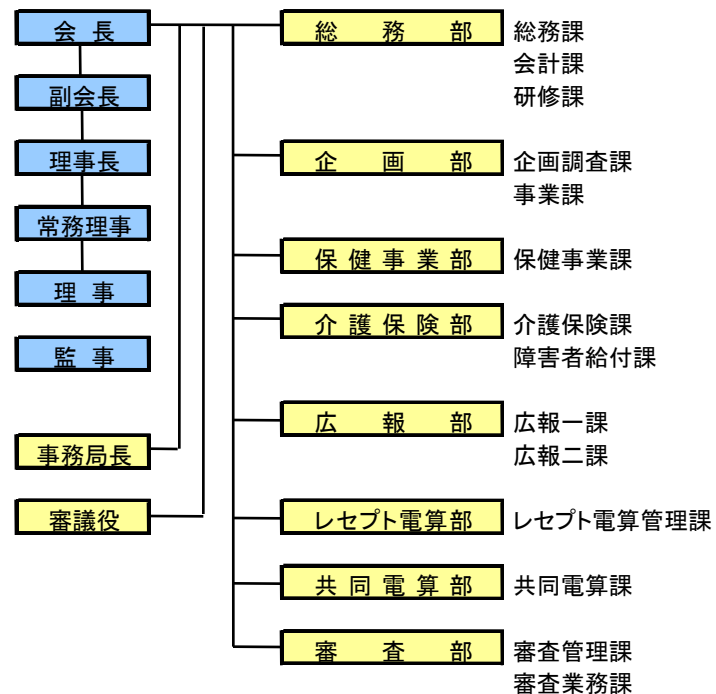 会長
副会長
理事長
常務理事
理事
監事
事務局長
審議役
総務部 総務課
会計課
研修課
企画部 企画調査課
事業課
保健事業部 保健事業課
介護保険部 介護保険課
障害者給付課
広報部 広報一課
広報二課
レセプト電算部 レセプト電算管理課
共同電算部 共同電算課
審査部 審査管理課
審査業務課